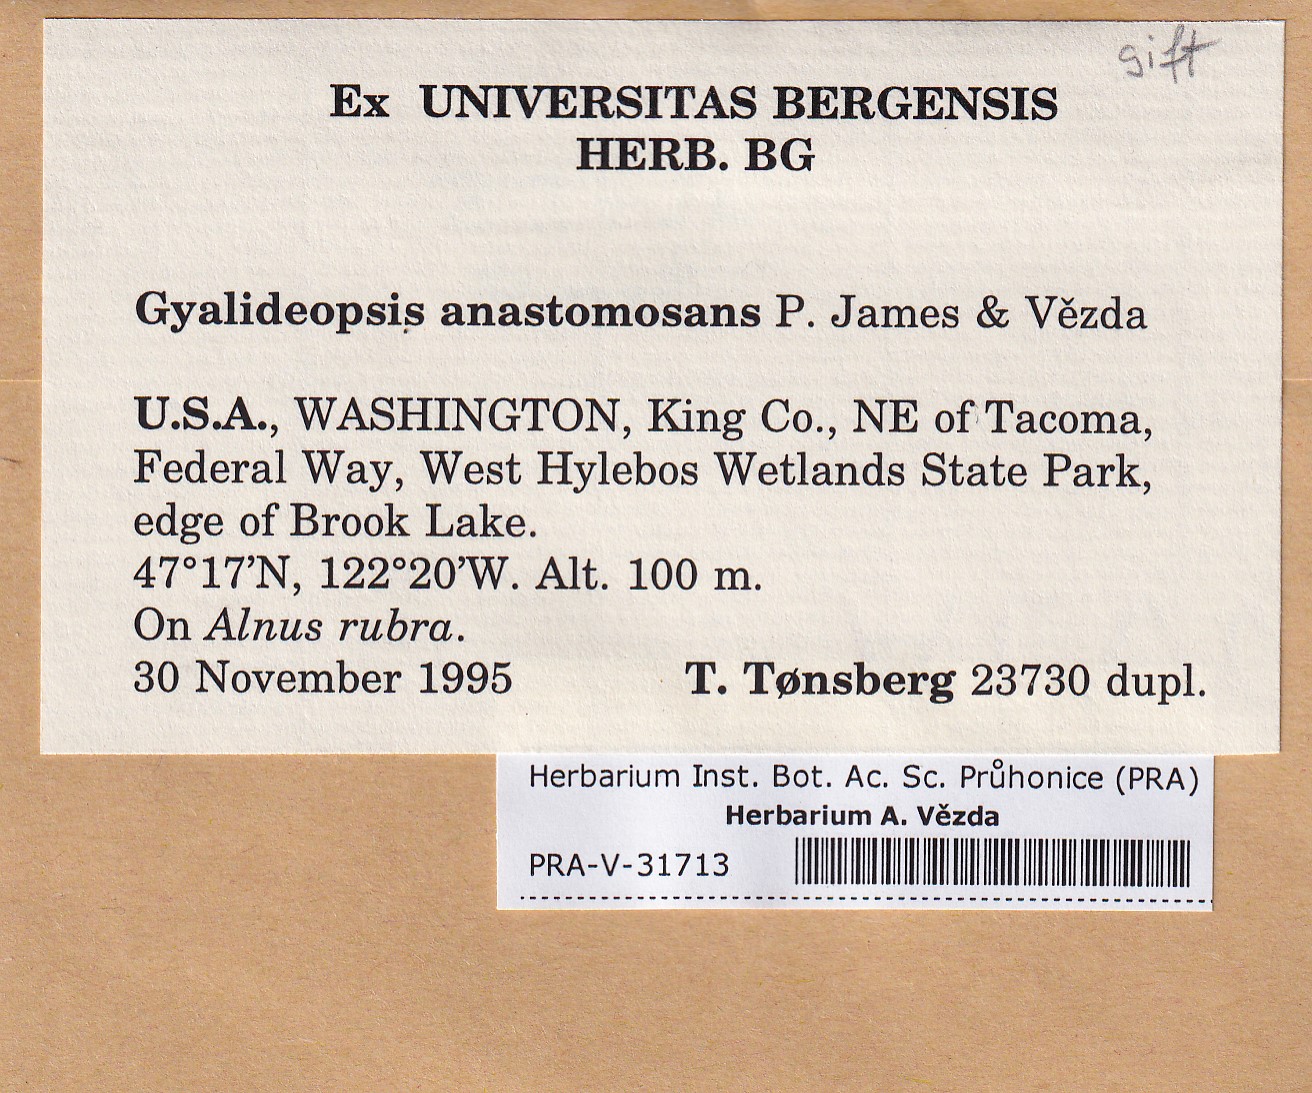 gift
Ex UNIVERSITAS BERGENSIS
HERB. BG
Gyalideopsis anastomosans P. James & Vězda
U.S.A., WASHINGTON, King Co., NE of Tacoma,
Federal Way, West Hylebos Wetlands State Park,
edge of Brook Lake.
47°17’N, 122°20’W. Alt. 100 m.
On Alnus rubra.
30 November 1995 T. Tønsberg 23730 dupl.
Herbarium Inst. Bot. Ac. Sc. Průhonice (PRA)
Herbarium A. Vězda
PRA-V-31713